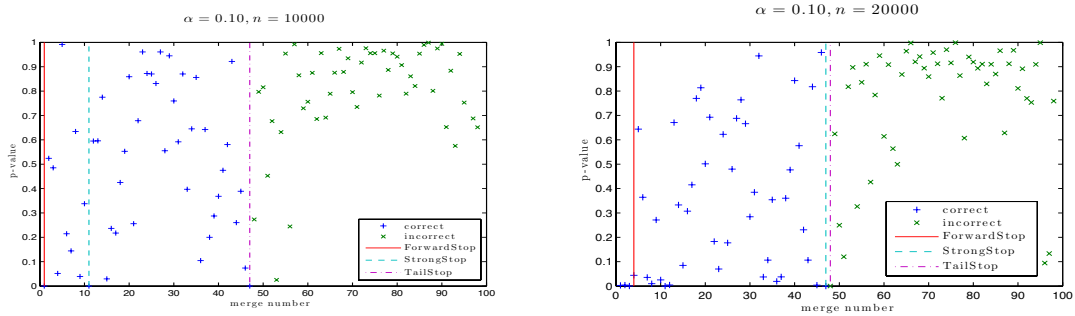 α = 0.10, n = 10000
1
0.9
0.8
0.7
0.6
0.5
0.4
0.3
0.2
0.1
0
p-value
0 10 20 30 40 50 60 70 80 90 100
merge number
correct
incorrect
ForwardStop
StrongStop
TailStop
α = 0.10, n = 20000
1
0.9
0.8
0.7
0.6
0.5
0.4
0.3
0.2
0.1
0
p-value
0 10 20 30 40 50 60 70 80 90 100
merge number
correct
incorrect
ForwardStop
StrongStop
TailStop